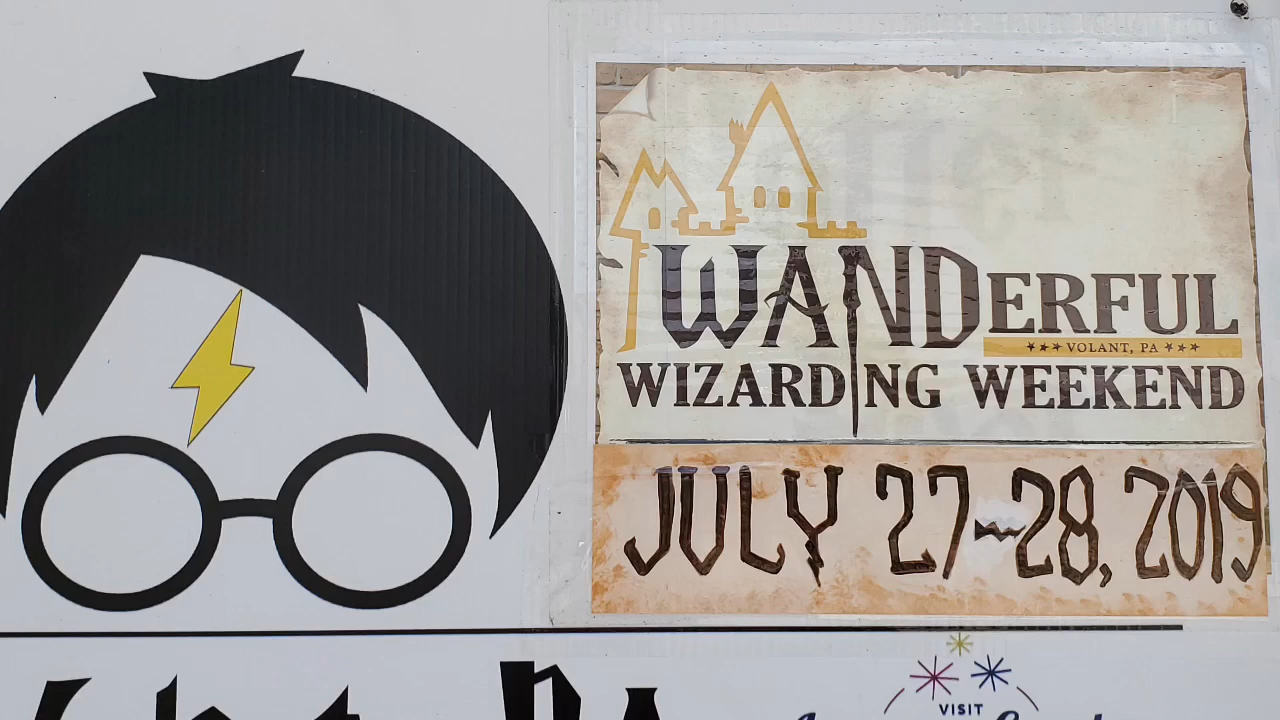 WANDERFUL
VOLANT, PA
WIZARDING WEEKEND
JULY 27-28, 2019
VISIT